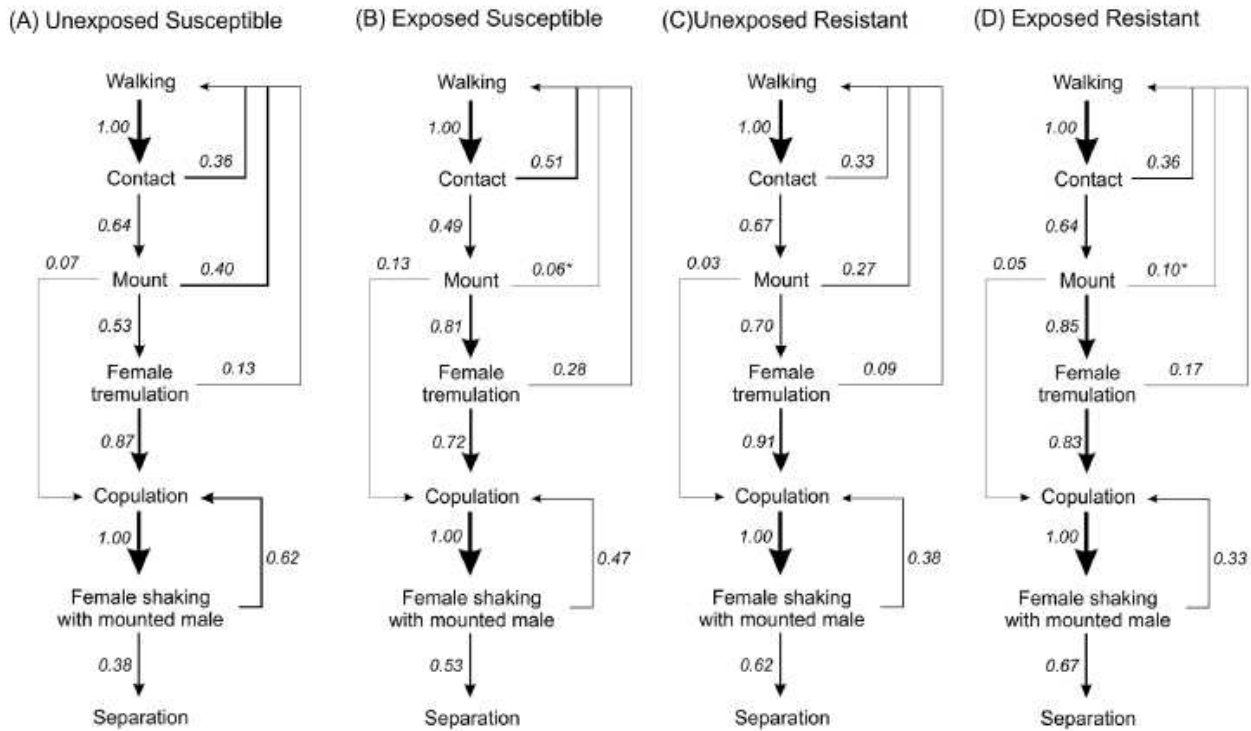 (A) Unexposed Susceptible
Walking
1.00
0.36
Contact
0.64
0.07
Mount
0.40
0.53
0.13
Female
tremulation
0.87
Copulation
1.00
0.62
Female shaking
with mounted male
0.38
Separation
(B) Exposed Susceptible
Walking
1.00
0.51
Contact
0.49
0.13
Mount
0.06*
0.81
0.28
Female
tremulation
0.72
Copulation
1.00
0.47
Female shaking
with mounted male
0.53
Separation
(C)Unexposed Resistant
Walking
1.00
0.33
Contact
0.67
0.03
Mount
0.27
0.70
0.09
Female
tremulation
0.91
Copulation
1.00
0.38
Female shaking
with mounted male
0.62
Separation
(D) Exposed Resistant
Walking
1.00
0.36
Contact
0.64
0.05
Mount
0.10*
0.85
0.17
Female
tremulation
0.83
Copulation
1.00
0.33
Female shaking
with mounted male
0.67
Separation